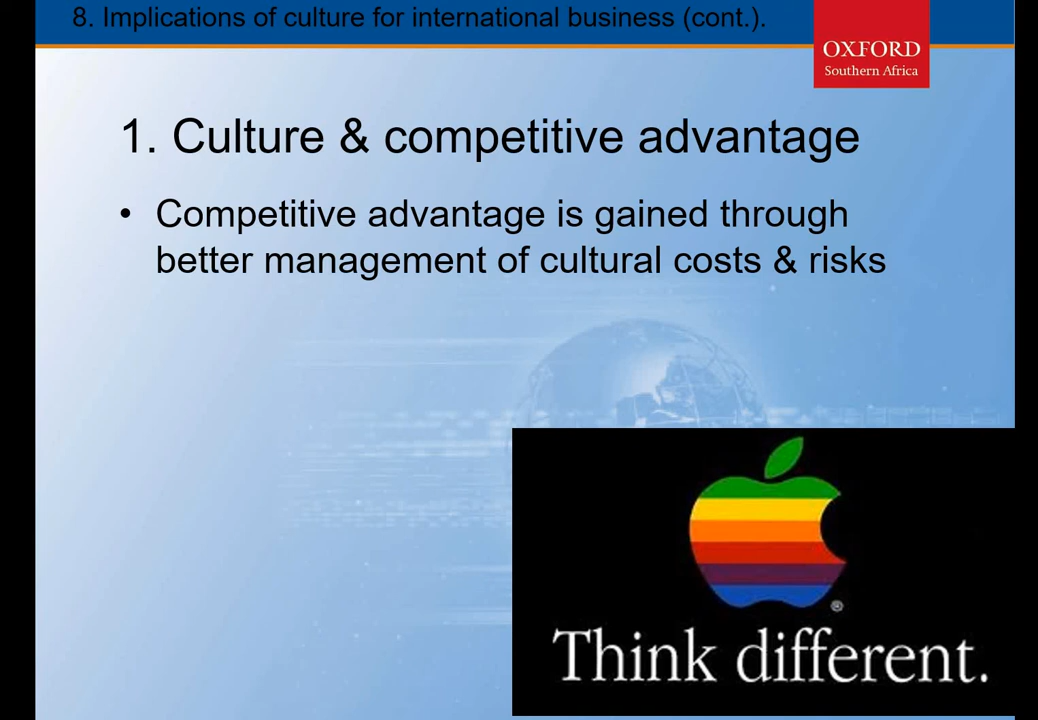 8. Implications of culture for international business (cont.).
OXFORD
Southern Africa
1. Culture & competitive advantage
• Competitive advantage is gained through
better management of cultural costs & risks
®
Think different.